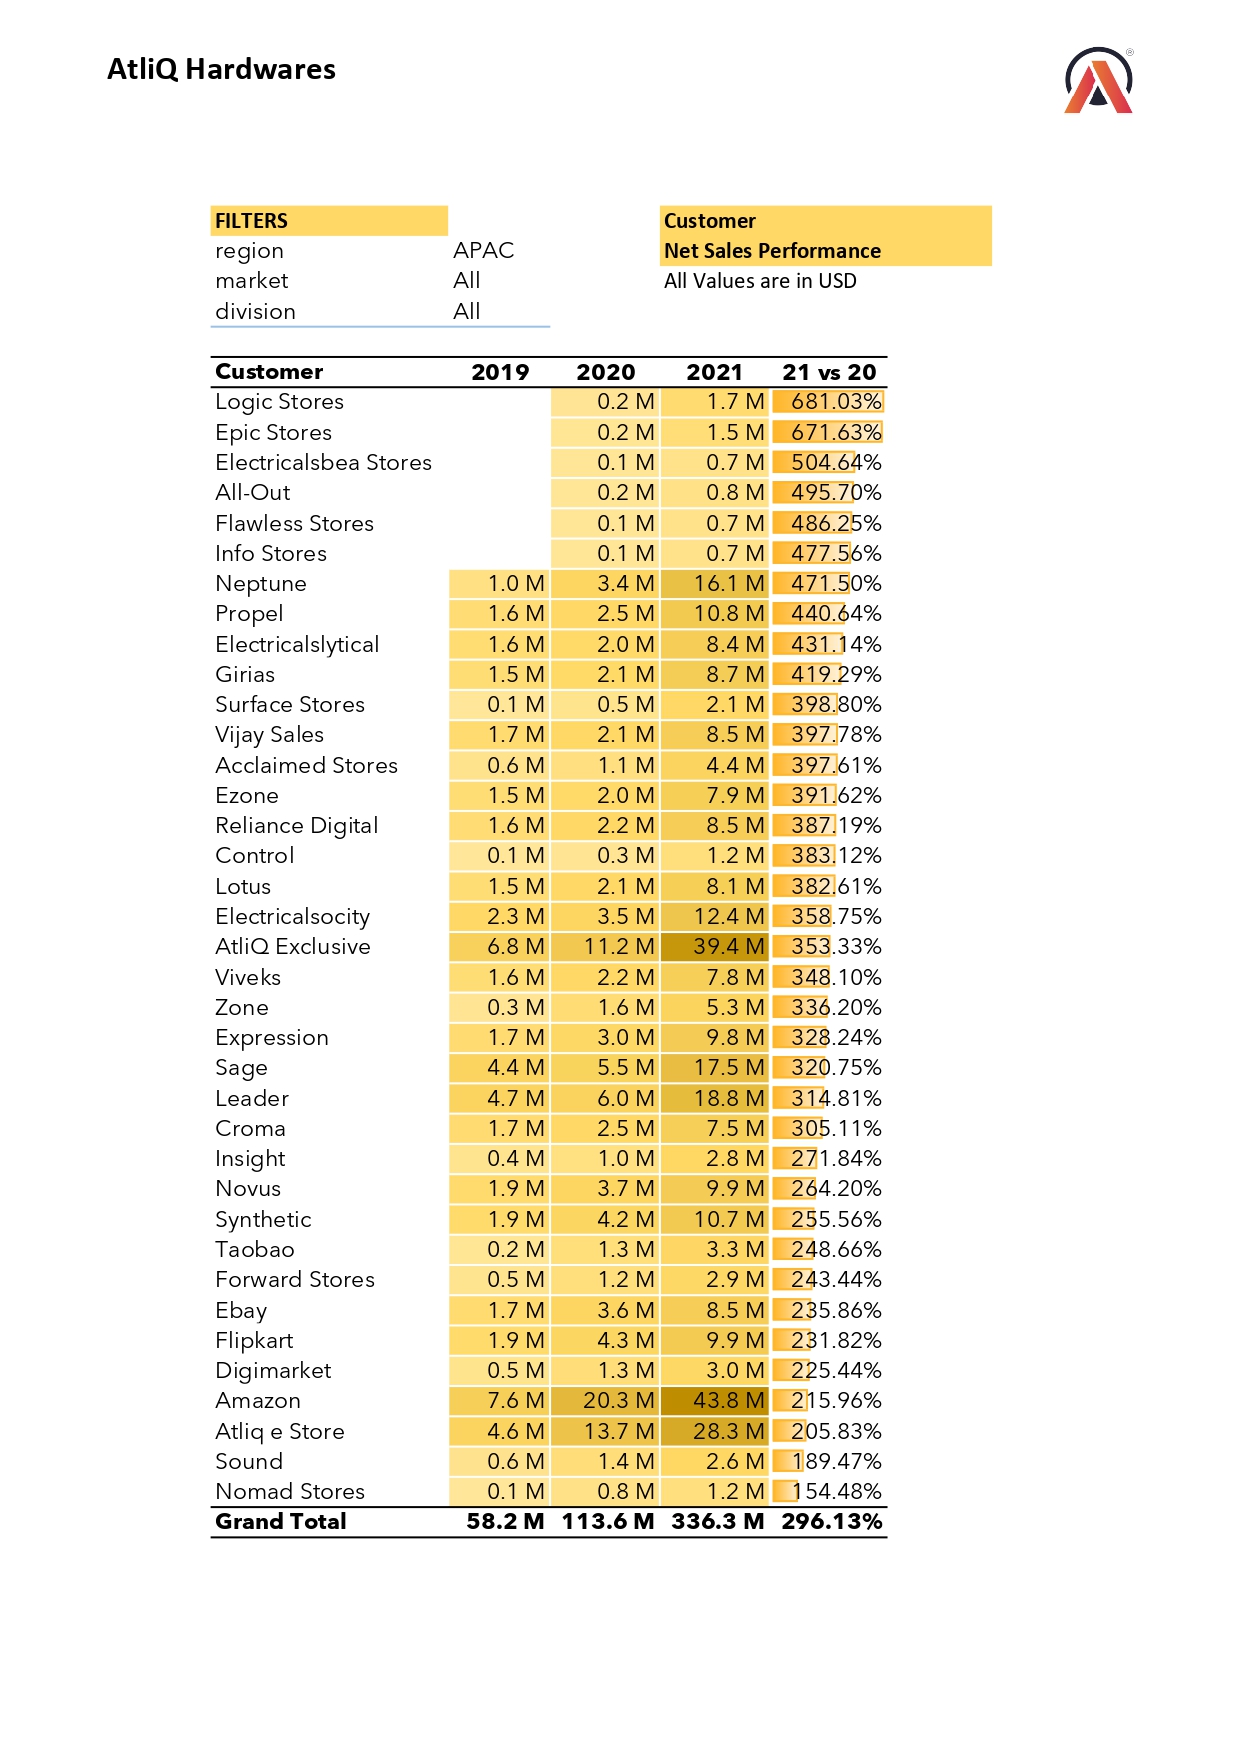 AtliQ Hardwares
®
FILTERS
region APAC
market All
division All
Customer
Net Sales Performance
All Values are in USD
Customer 2019 2020 2021 21 vs 20
Logic Stores 0.2 M 1.7 M 681.03%
Epic Stores 0.2 M 1.5 M 671.63%
Electricalsbea Stores 0.1 M 0.7 M 504.64%
All-Out 0.2 M 0.8 M 495.70%
Flawless Stores 0.1 M 0.7 M 486.25%
Info Stores 0.1 M 0.7 M 477.56%
Neptune 1.0 M 3.4 M 16.1 M 471.50%
Propel 1.6 M 2.5 M 10.8 M 440.64%
Electricalslytical 1.6 M 2.0 M 8.4 M 431.14%
Girias 1.5 M 2.1 M 8.7 M 419.29%
Surface Stores 0.1 M 0.5 M 2.1 M 398.80%
Vijay Sales 1.7 M 2.1 M 8.5 M 397.78%
Acclaimed Stores 0.6 M 1.1 M 4.4 M 397.61%
Ezone 1.5 M 2.0 M 7.9 M 391.62%
Reliance Digital 1.6 M 2.2 M 8.5 M 387.19%
Control 0.1 M 0.3 M 1.2 M 383.12%
Lotus 1.5 M 2.1 M 8.1 M 382.61%
Electricalsocity 2.3 M 3.5 M 12.4 M 358.75%
AtliQ Exclusive 6.8 M 11.2 M 39.4 M 353.33%
Viveks 1.6 M 2.2 M 7.8 M 348.10%
Zone 0.3 M 1.6 M 5.3 M 336.20%
Expression 1.7 M 3.0 M 9.8 M 328.24%
Sage 4.4 M 5.5 M 17.5 M 320.75%
Leader 4.7 M 6.0 M 18.8 M 314.81%
Croma 1.7 M 2.5 M 7.5 M 305.11%
Insight 0.4 M 1.0 M 2.8 M 271.84%
Novus 1.9 M 3.7 M 9.9 M 264.20%
Synthetic 1.9 M 4.2 M 10.7 M 255.56%
Taobao 0.2 M 1.3 M 3.3 M 248.66%
Forward Stores 0.5 M 1.2 M 2.9 M 243.44%
Ebay 1.7 M 3.6 M 8.5 M 235.86%
Flipkart 1.9 M 4.3 M 9.9 M 231.82%
Digimarket 0.5 M 1.3 M 3.0 M 225.44%
Amazon 7.6 M 20.3 M 43.8 M 215.96%
Atliq e Store 4.6 M 13.7 M 28.3 M 205.83%
Sound 0.6 M 1.4 M 2.6 M 189.47%
Nomad Stores 0.1 M 0.8 M 1.2 M 154.48%
Grand Total 58.2 M 113.6 M 336.3 M 296.13%